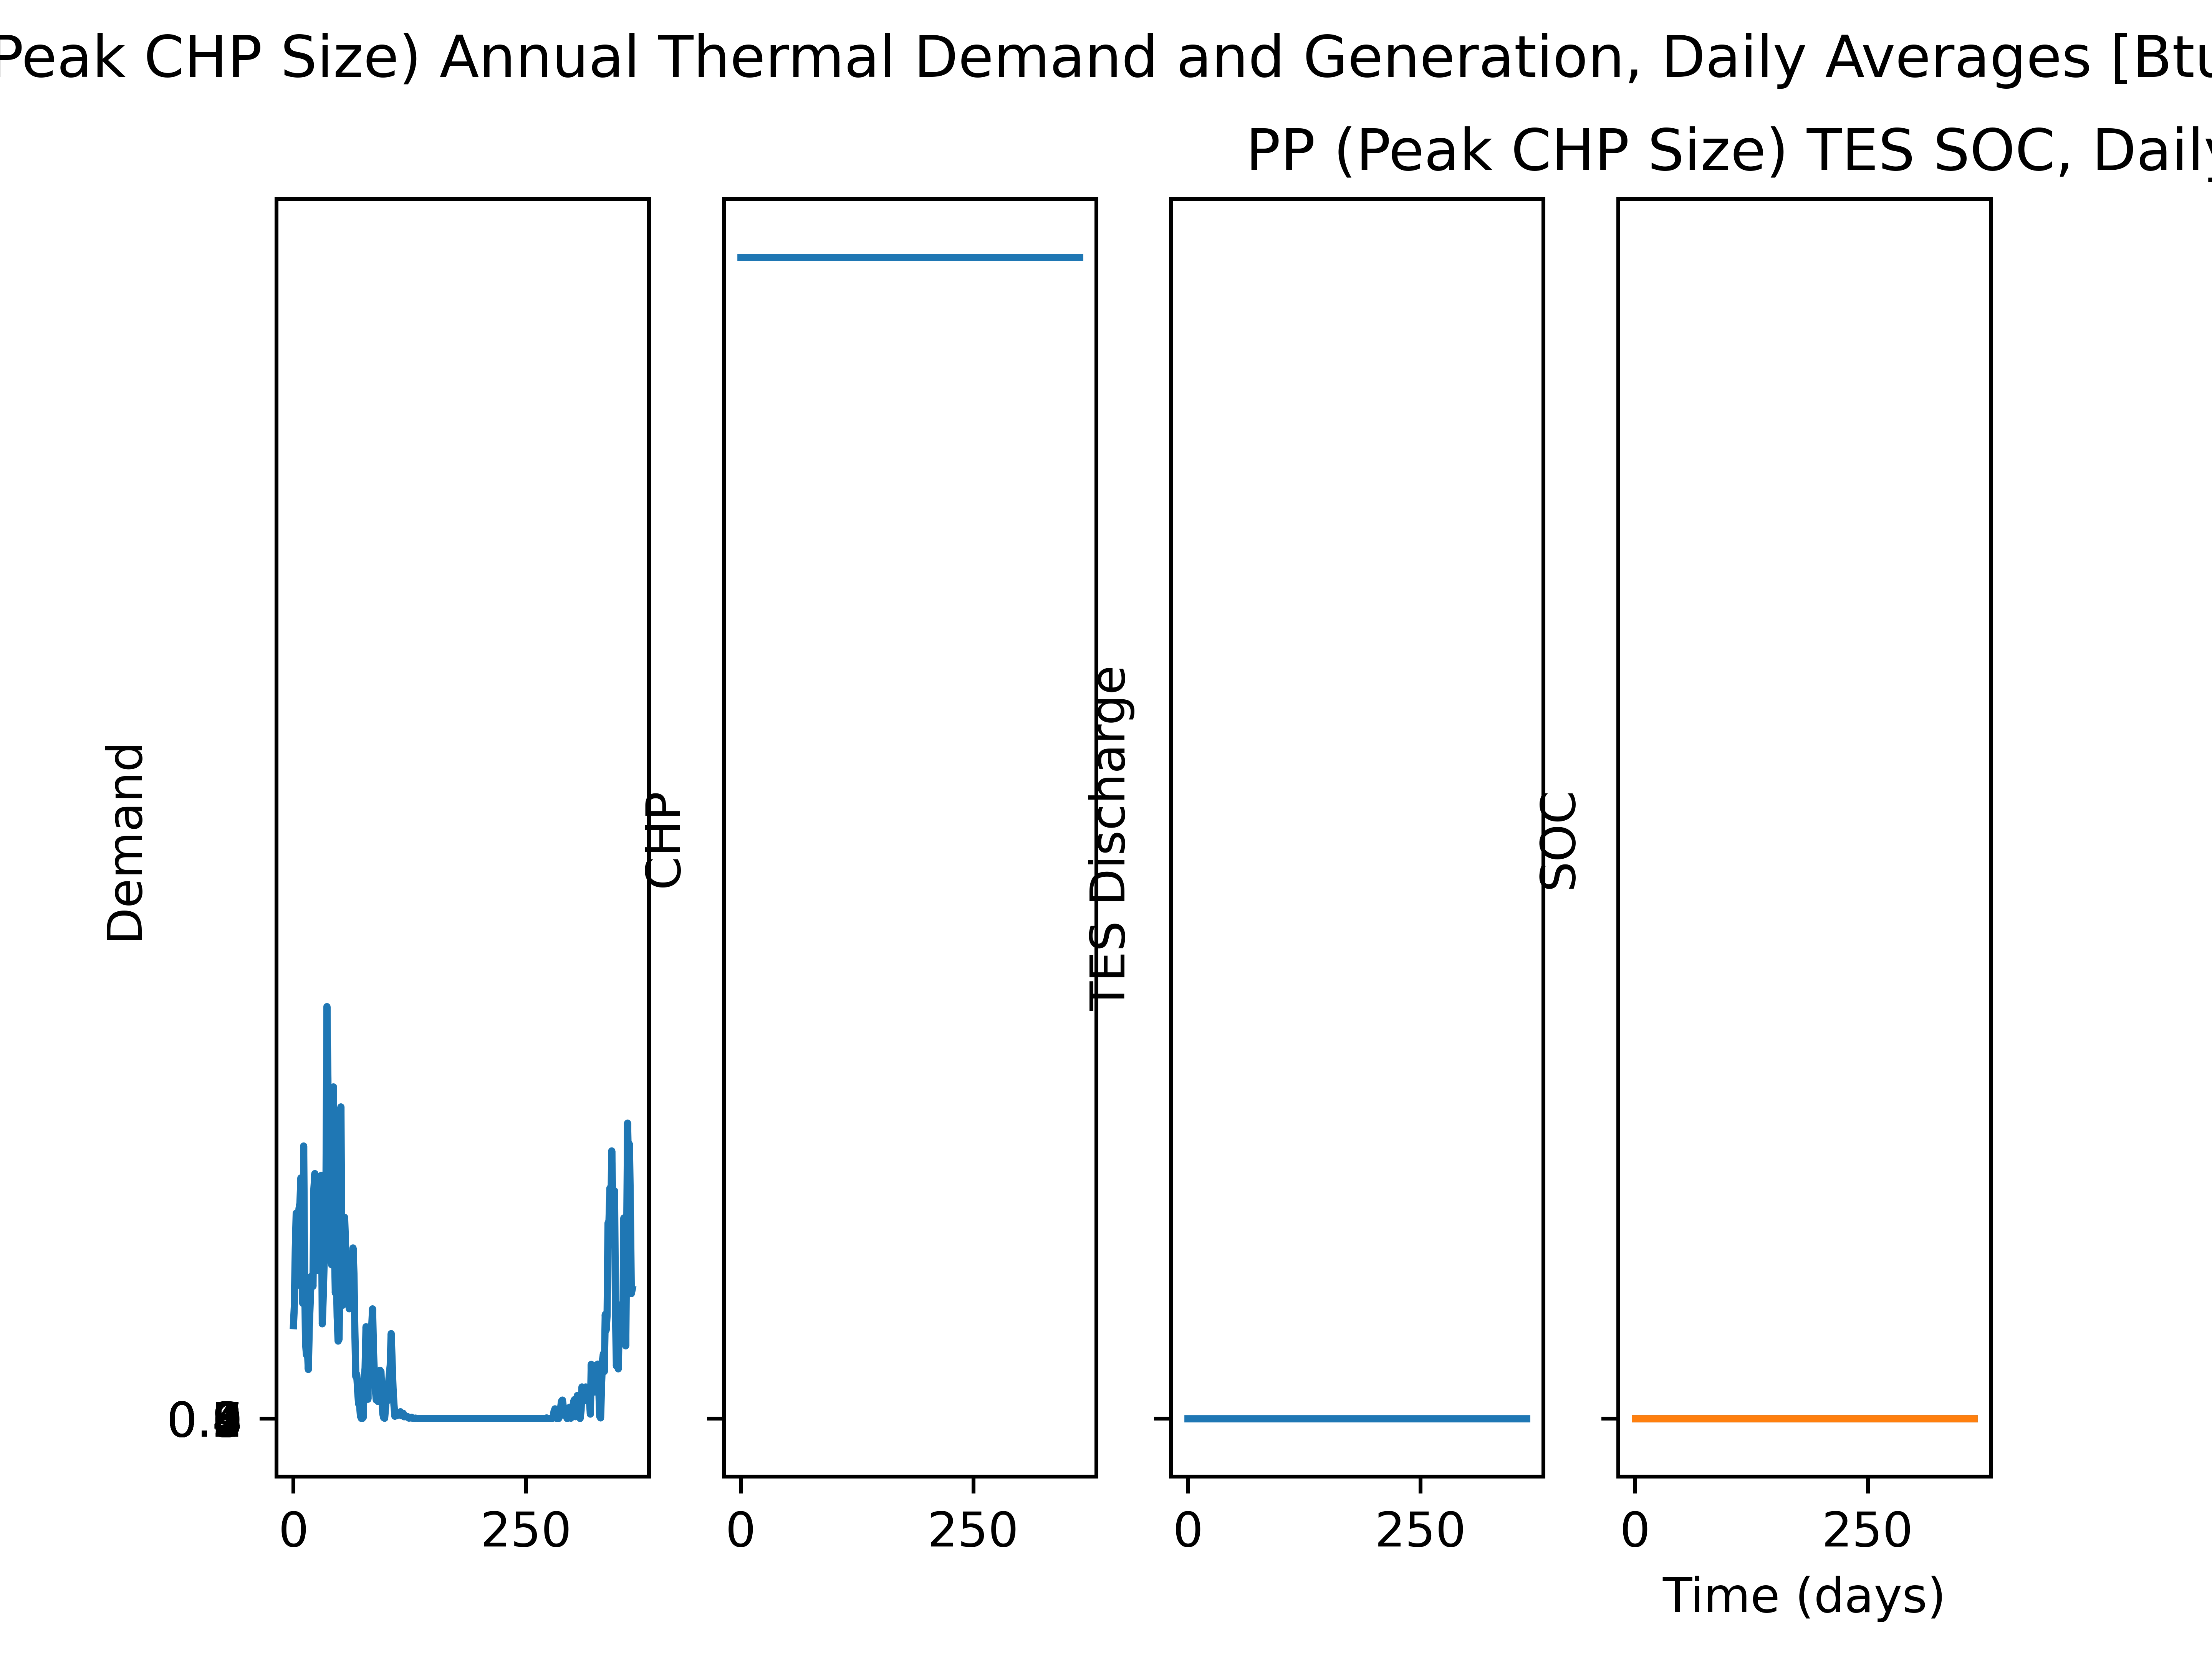 Peak CHP Size) Annual Thermal Demand and Generation, Daily Averages [Btu
PP (Peak CHP Size) TES SOC, Daily
Demand
CHP
TES Discharge
SOC
0 250 0 250 0 250 0 250
Time (days)